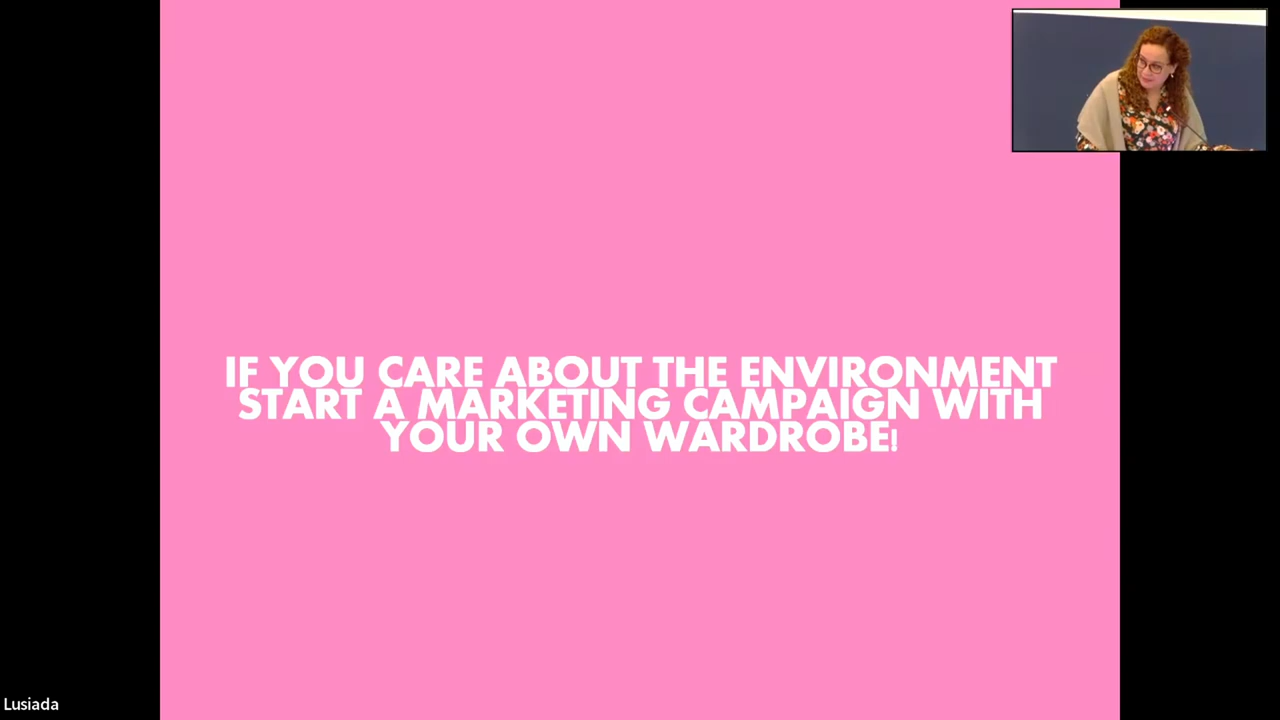 IF YOU CARE ABOUT THE ENVIRONMENT
START A MARKETING CAMPAIGN WITH
YOUR OWN WARDROBE!
Lusiada